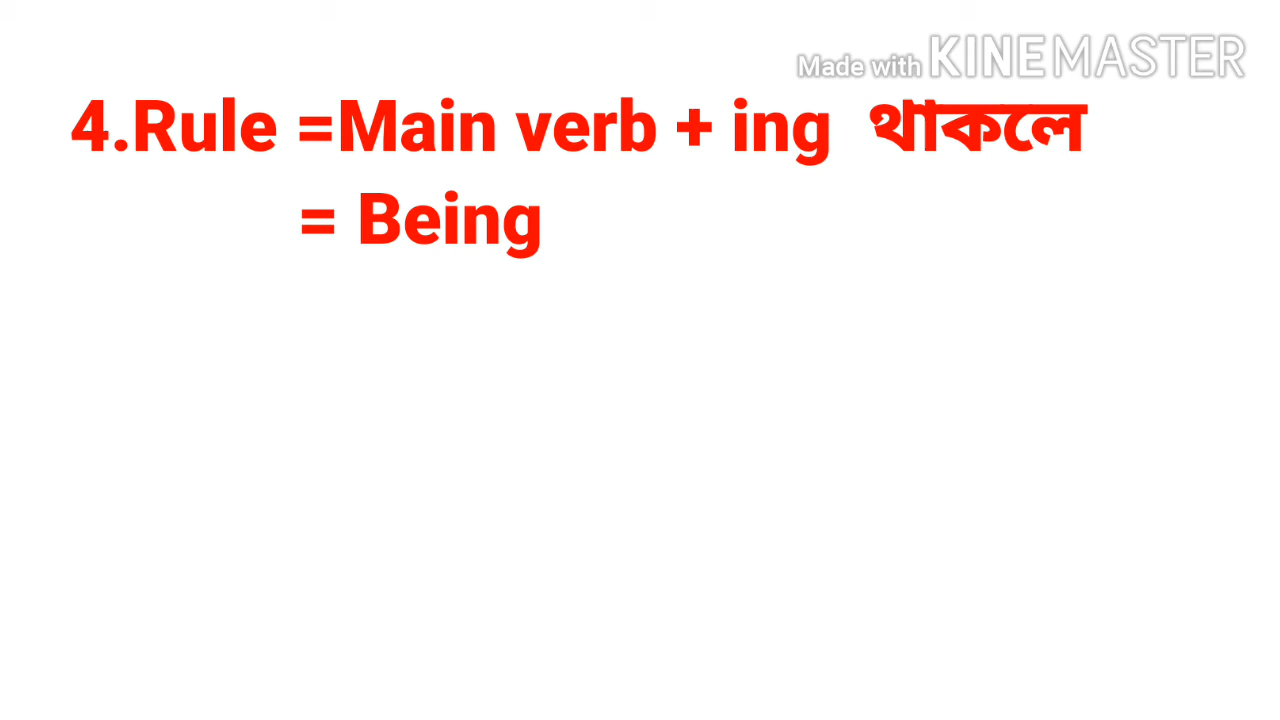 Made with KINEMASTER
4.Rule =Main verb + ing থাকলে
= Being